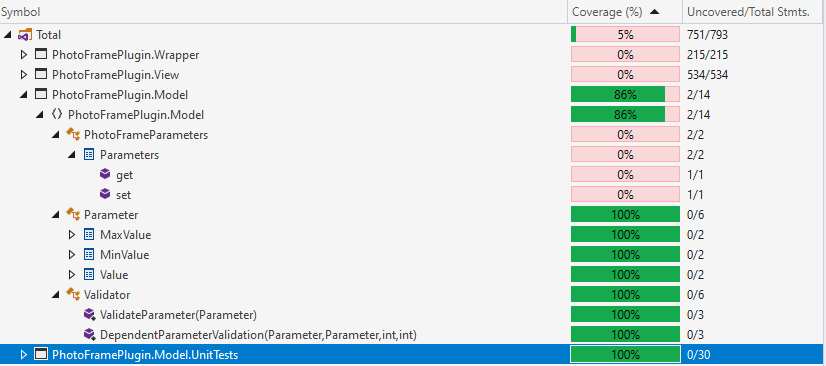 Symbol Coverage (%) Uncovered/Total Stmts.
Total 5% 751/793
PhotoFramePlugin.Wrapper 0% 215/215
PhotoFramePlugin.View 0% 534/534
PhotoFramePlugin.Model 86% 2/14
PhotoFramePlugin.Model 86% 2/14
PhotoFrameParameters 0% 2/2
Parameters 0% 2/2
get 0% 1/1
set 0% 1/1
Parameter 100% 0/6
MaxValue 100% 0/2
MinValue 100% 0/2
Value 100% 0/2
Validator 100% 0/6
ValidateParameter(Parameter) 100% 0/3
DependentParameterValidation(Parameter,Parameter,int,int) 100% 0/3
PhotoFramePlugin.Model.UnitTests 100% 0/30